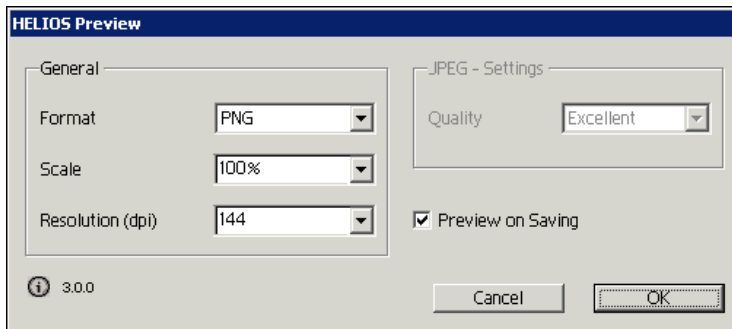 HELIOS Preview
General
Format PNG
Scale 100%
Resolution (dpi) 144
JPEG - Settings
Quality Excellent
Preview on Saving
3.0.0
Cancel OK